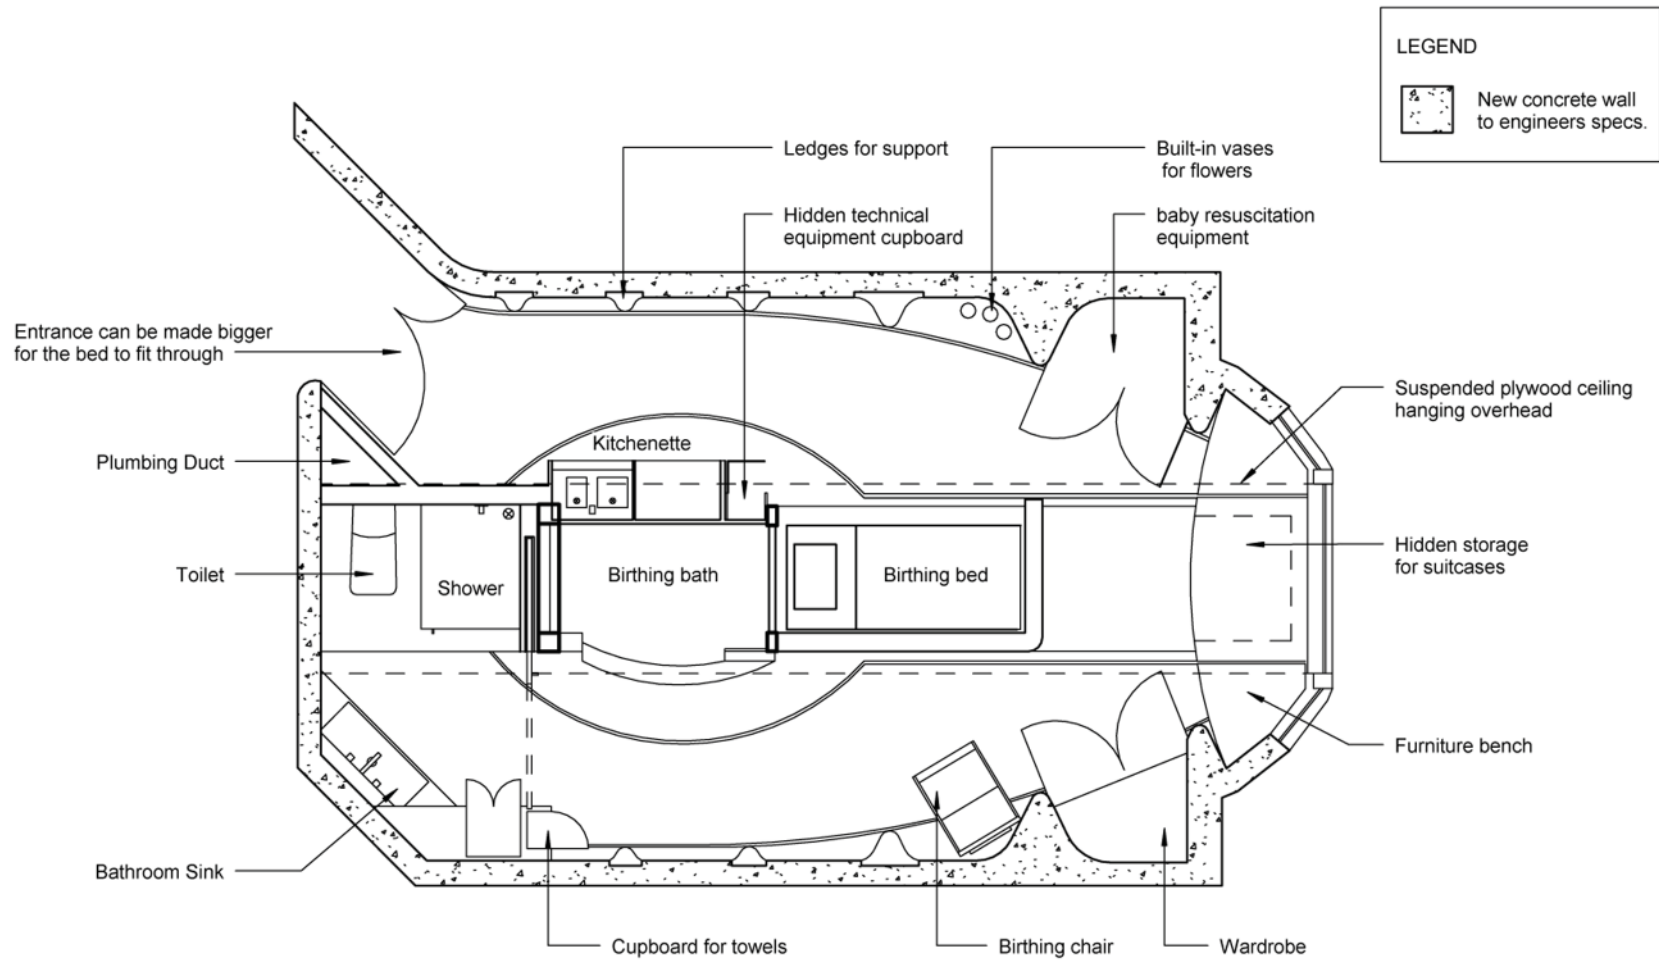 LEGEND
New concrete wall
to engineers specs.
Ledges for support
Built-in vases
for flowers
Hidden technical
equipment cupboard
baby resuscitation
equipment
Entrance can be made bigger
for the bed to fit through
Suspended plywood ceiling
hanging overhead
Kitchenette
Plumbing Duct
Hidden storage
for suitcases
Toilet
Shower
Birthing bath
Birthing bed
Furniture bench
Bathroom Sink
Cupboard for towels
Birthing chair
Wardrobe